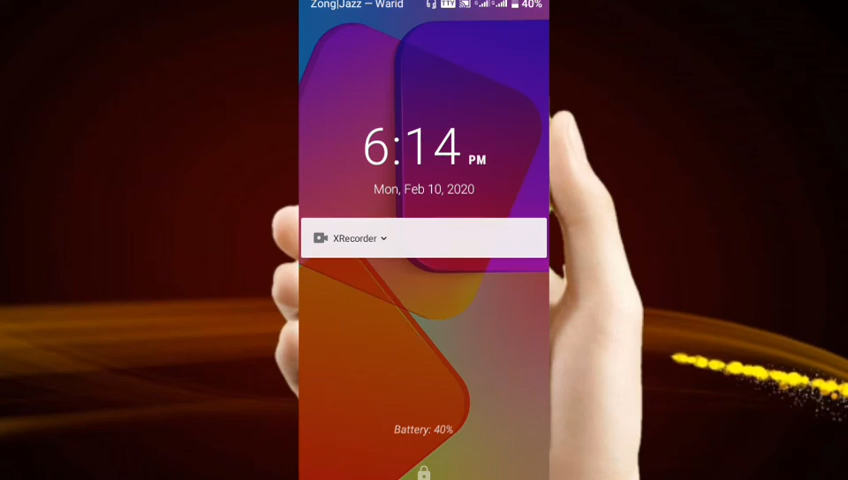 Zong|Jazz — Warid 40%
6:14 PM
Mon, Feb 10, 2020
XRecorder
Battery: 40%